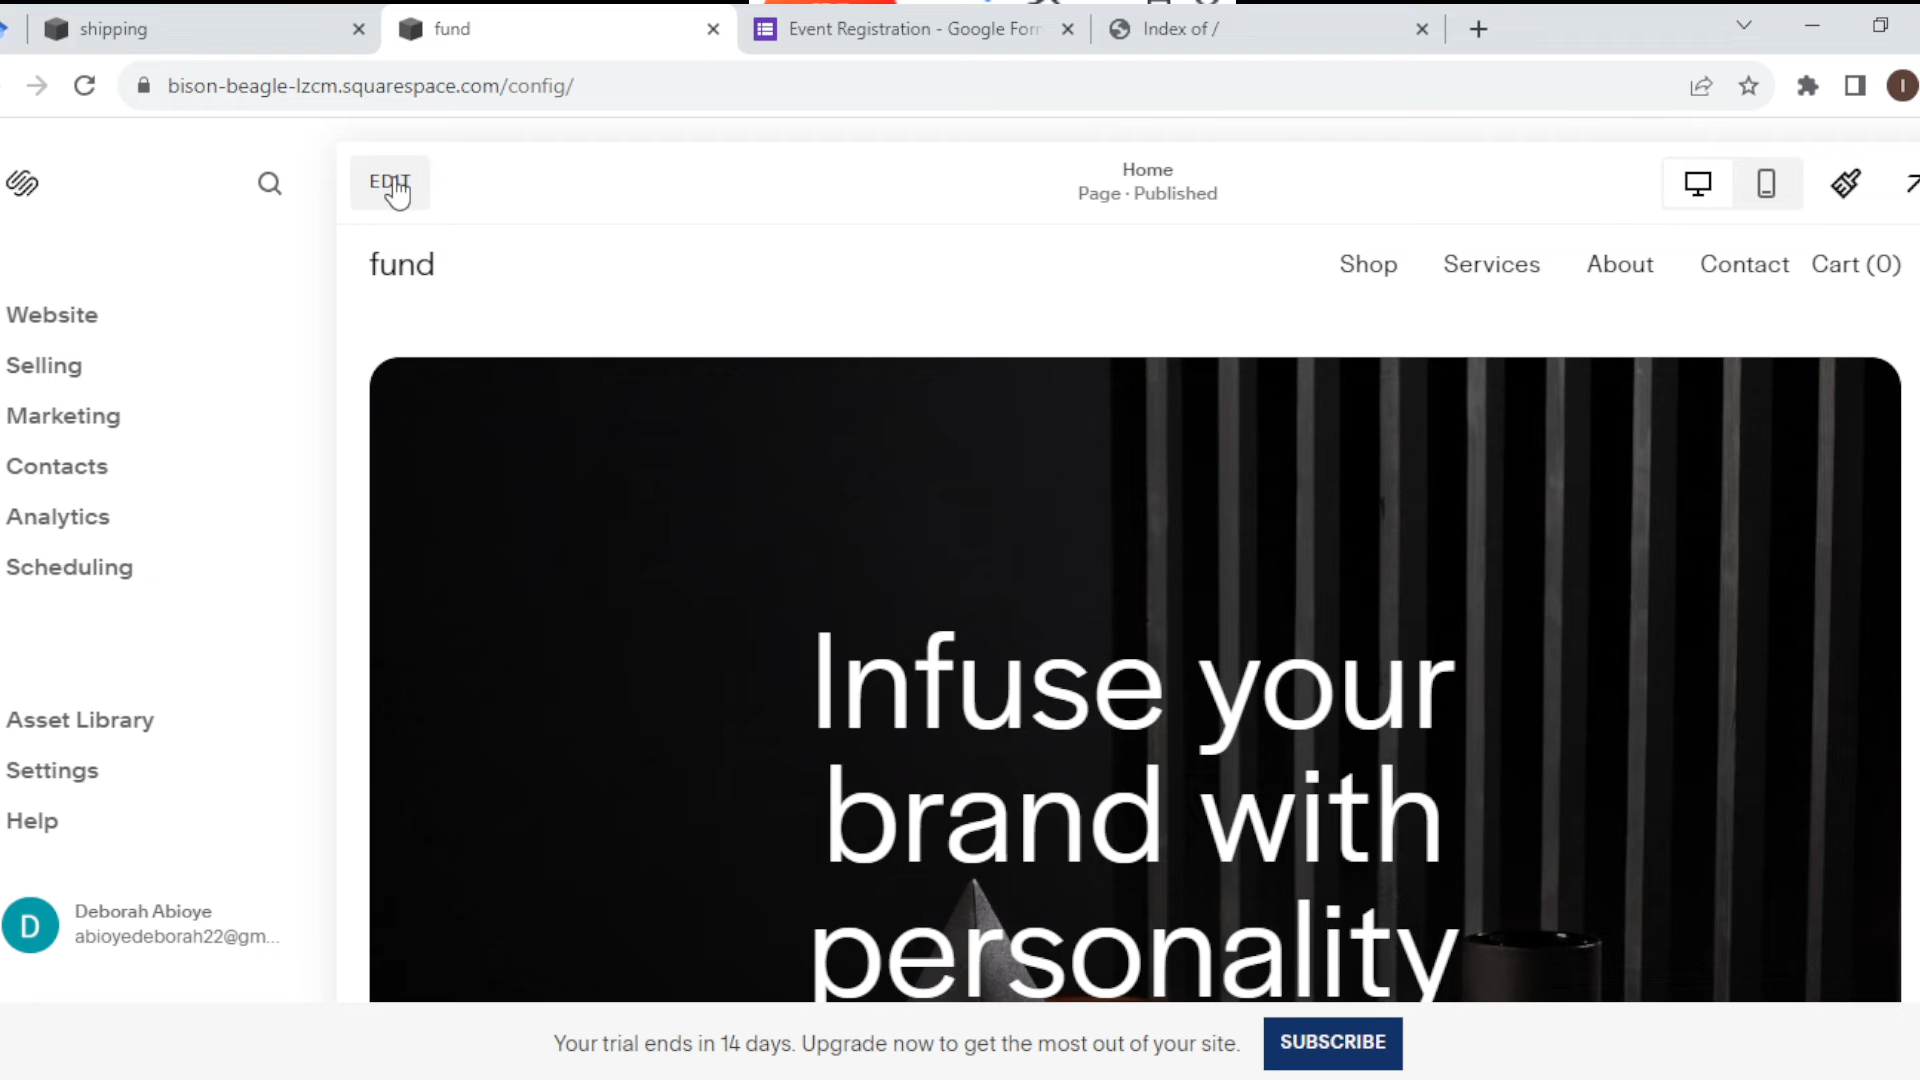 shipping
fund
Event Registration - Google Form
Index of /
bison-beagle-lzcm.squarespace.com/config/
I
EDIT
Home
Page · Published
fund
Shop
Services
About
Contact
Cart (0)
Website
Selling
Marketing
Contacts
Analytics
Scheduling
Asset Library
Settings
Help
D
Deborah Abioye
abioyedeborah22@gm...
Infuse your
brand with
personality
Your trial ends in 14 days. Upgrade now to get the most out of your site.
SUBSCRIBE